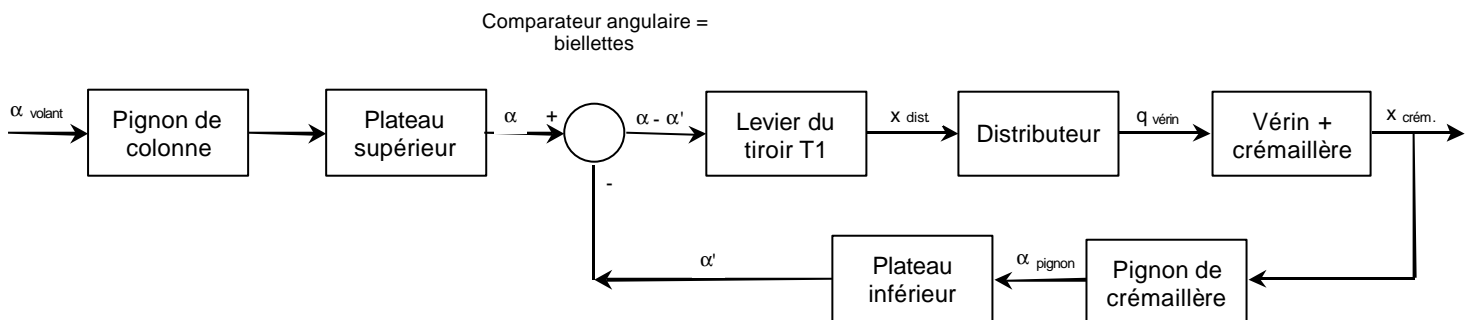 Comparateur angulaire =
biellettes
α volant
Pignon de
colonne
Plateau
supérieur
α
+
α - α'
Levier du
tiroir T1
x dist.
Distributeur
q vérin
Vérin +
crémaillère
x crém.
-
α'
Plateau
inférieur
α pignon
Pignon de
crémaillère